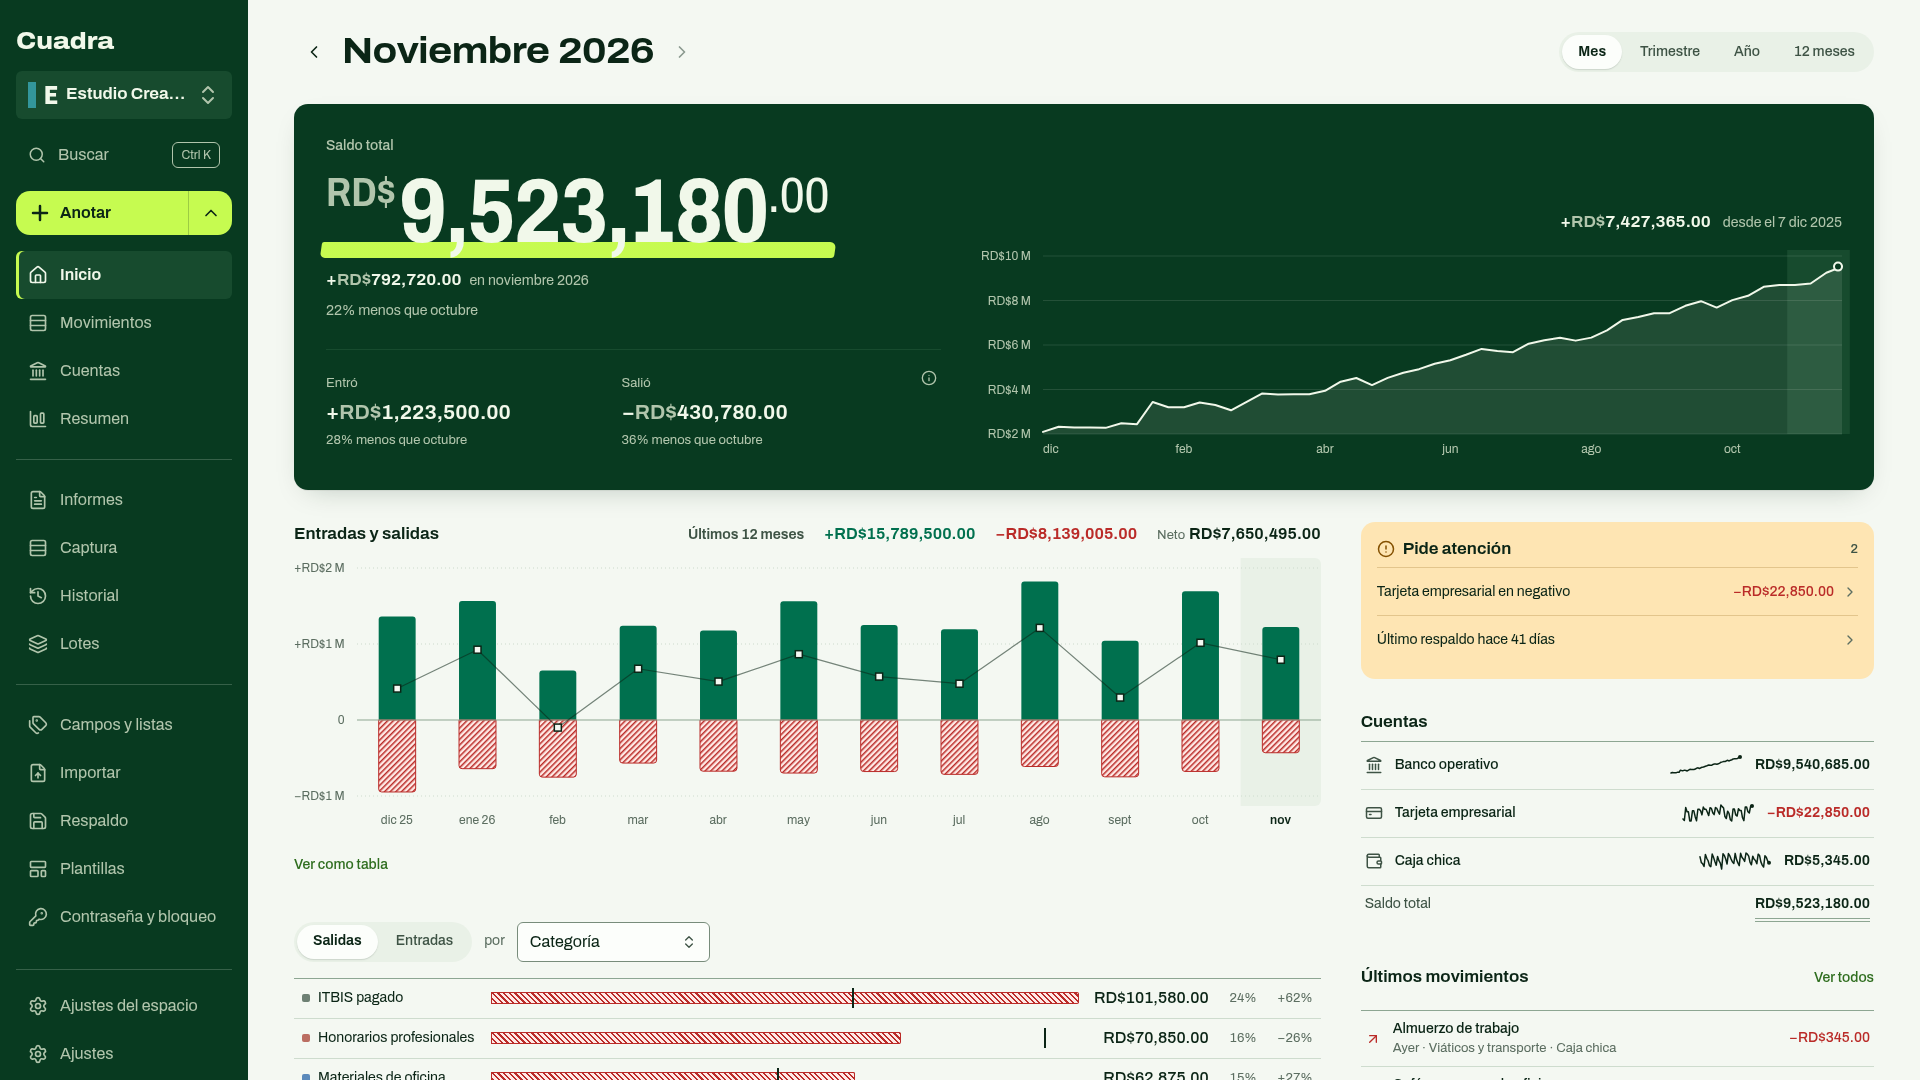 Cuadra
E Estudio Crea...
Buscar Ctrl K
Anotar
Inicio
Movimientos
Cuentas
Resumen
Informes
Captura
Historial
Lotes
Campos y listas
Importar
Respaldo
Plantillas
Contraseña y bloqueo
Ajustes del espacio
Ajustes
Noviembre 2026
Mes Trimestre Año 12 meses
Saldo total
RD$9,523,180.00
+RD$792,720.00 en noviembre 2026
22% menos que octubre
Entró
+RD$1,223,500.00
28% menos que octubre
Salió
−RD$430,780.00
36% menos que octubre
+RD$7,427,365.00 desde el 7 dic 2025
RD$10 M
RD$8 M
RD$6 M
RD$4 M
RD$2 M
dic feb abr jun ago oct
Entradas y salidas
Últimos 12 meses +RD$15,789,500.00 −RD$8,139,005.00 Neto RD$7,650,495.00
+RD$2 M
+RD$1 M
0
−RD$1 M
dic 25 ene 26 feb mar abr may jun jul ago sept oct nov
Ver como tabla
Salidas Entradas por Categoría
ITBIS pagado RD$101,580.00 24% +62%
Honorarios profesionales RD$70,850.00 16% −26%
Materiales de oficina RD$62,875.00 15% +27%
Pide atención 2
Tarjeta empresarial en negativo −RD$22,850.00
Último respaldo hace 41 días
Cuentas
Banco operativo RD$9,540,685.00
Tarjeta empresarial −RD$22,850.00
Caja chica RD$5,345.00
Saldo total RD$9,523,180.00
Últimos movimientos Ver todos
Almuerzo de trabajo −RD$345.00
Ayer · Viáticos y transporte · Caja chica